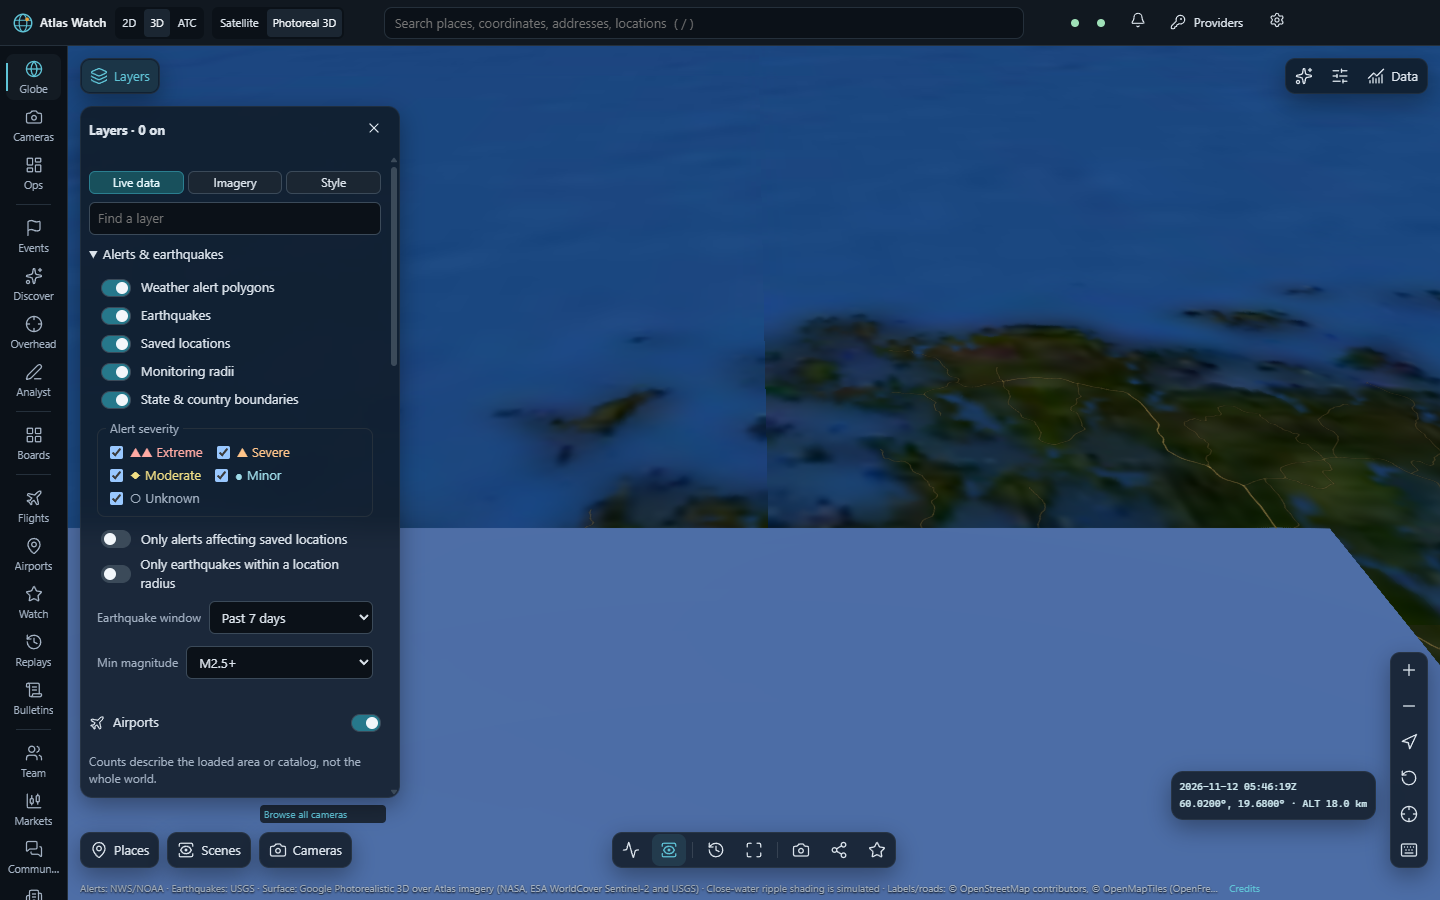 Atlas Watch
2D
3D
ATC
Satellite
Photoreal 3D
Search places, coordinates, addresses, locations ( / )
Providers
Globe
Cameras
Ops
Events
Discover
Overhead
Analyst
Boards
Flights
Airports
Watch
Replays
Bulletins
Team
Markets
Commun...
Layers
Data
Layers · 0 on
Live data
Imagery
Style
Find a layer
Alerts & earthquakes
Weather alert polygons
Earthquakes
Saved locations
Monitoring radii
State & country boundaries
Alert severity
Extreme
Severe
Moderate
Minor
Unknown
Only alerts affecting saved locations
Only earthquakes within a location
radius
Earthquake window
Past 7 days
Min magnitude
M2.5+
Airports
Counts describe the loaded area or catalog, not the
whole world.
Browse all cameras
Places
Scenes
Cameras
2026-11-12 05:46:19Z
60.0200°, 19.6800° · ALT 18.0 km
Alerts: NWS/NOAA · Earthquakes: USGS · Surface: Google Photorealistic 3D over Atlas imagery (NASA, ESA WorldCover Sentinel-2 and USGS) · Close-water ripple shading is simulated · Labels/roads: © OpenStreetMap contributors, © OpenMapTiles (OpenFre...
Credits